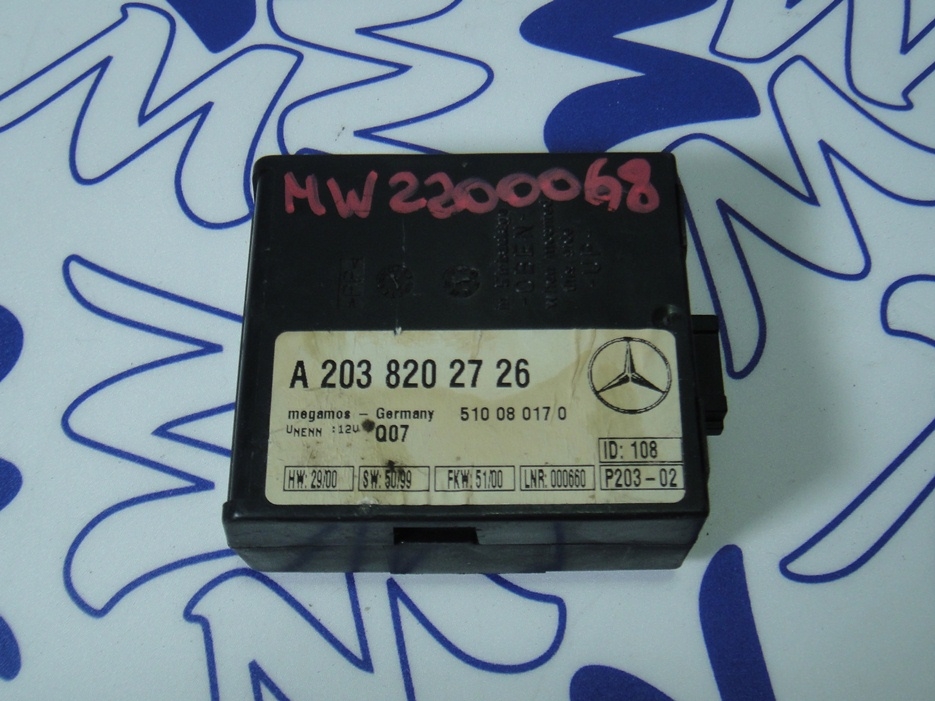 MW2200068
A 203 820 27 26
megamos - Germany 510 08 017 0
UNENN :12V Q07
ID: 108
HW: 29/00 SW: 50/99 FKW: 51/00 LNR: 000660 P203-02